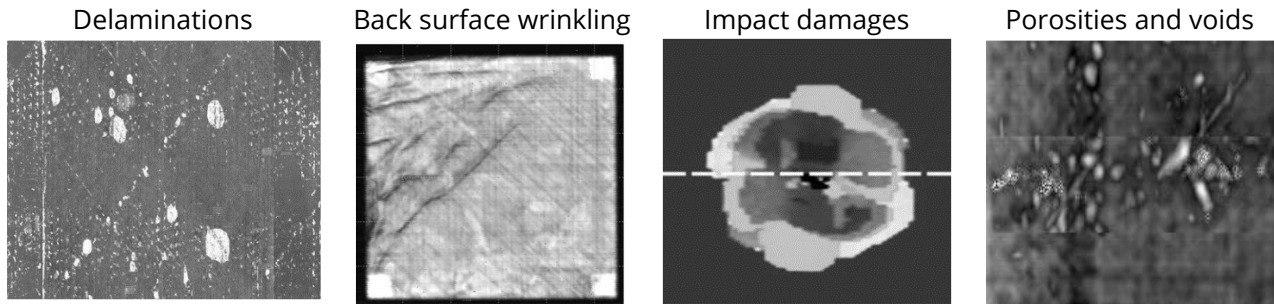 Delaminations
Back surface wrinkling
Impact damages
Porosities and voids